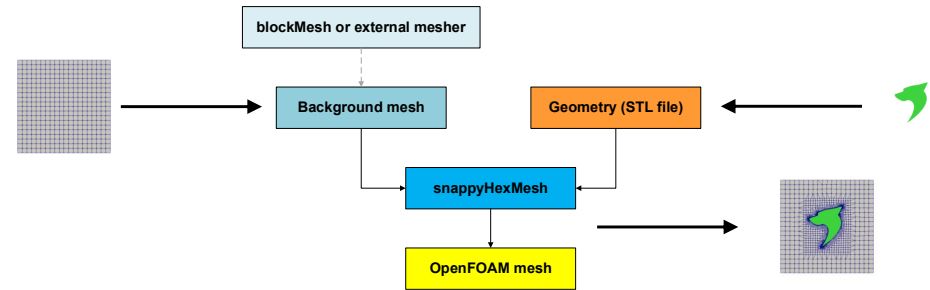 blockMesh or external mesher
Background mesh
Geometry (STL file)
snappyHexMesh
OpenFOAM mesh